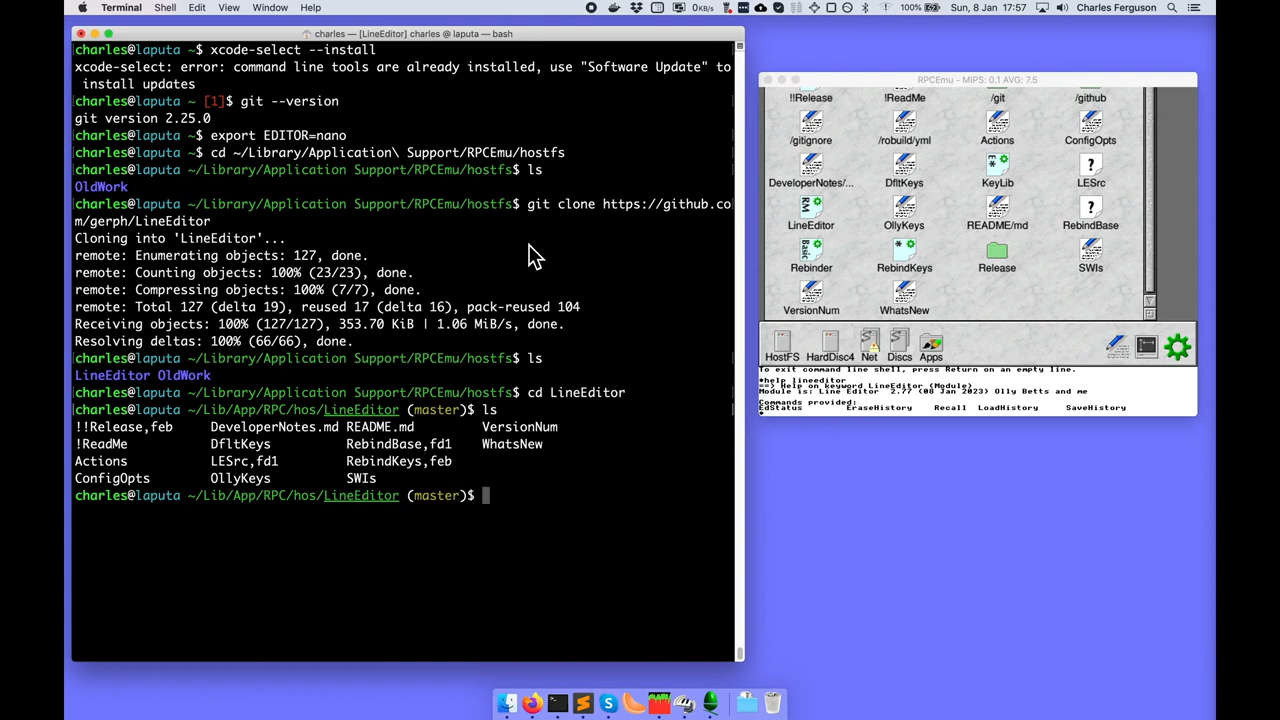 Terminal Shell Edit View Window Help 0KB/s 100% Sun, 8 Jan 17:57 Charles Ferguson
charles — [LineEditor] charles @ laputa — bash
charles@laputa ~$ xcode-select --install
xcode-select: error: command line tools are already installed, use "Software Update" to
install updates
charles@laputa ~ [1]$ git --version
git version 2.25.0
charles@laputa ~$ export EDITOR=nano
charles@laputa ~$ cd ~/Library/Application\ Support/RPCEmu/hostfs
charles@laputa ~/Library/Application Support/RPCEmu/hostfs$ ls
OldWork
charles@laputa ~/Library/Application Support/RPCEmu/hostfs$ git clone https://github.co
m/gerph/LineEditor
Cloning into 'LineEditor'...
remote: Enumerating objects: 127, done.
remote: Counting objects: 100% (23/23), done.
remote: Compressing objects: 100% (7/7), done.
remote: Total 127 (delta 19), reused 17 (delta 16), pack-reused 104
Receiving objects: 100% (127/127), 353.70 KiB | 1.06 MiB/s, done.
Resolving deltas: 100% (66/66), done.
charles@laputa ~/Library/Application Support/RPCEmu/hostfs$ ls
LineEditor OldWork
charles@laputa ~/Library/Application Support/RPCEmu/hostfs$ cd LineEditor
charles@laputa ~/Lib/App/RPC/hos/LineEditor (master)$ ls
!!Release,feb DeveloperNotes.md README.md VersionNum
!ReadMe DfltKeys RebindBase,fd1 WhatsNew
Actions LESrc,fd1 RebindKeys,feb
ConfigOpts OllyKeys SWIs
charles@laputa ~/Lib/App/RPC/hos/LineEditor (master)$
RPCEmu - MIPS: 0.1 AVG: 7.5
!!Release !ReadMe /git /github
/gitignore /robuild/yml Actions ConfigOpts
DeveloperNotes/... DfltKeys KeyLib LESrc
LineEditor OllyKeys README/md RebindBase
Rebinder RebindKeys Release SWIs
VersionNum WhatsNew
HostFS HardDisc4 Net Discs Apps
To exit command line shell, press Return on an empty line.
*help lineeditor
==> Help on keyword LineEditor (Module)
Module is: Line Editor 2.77 (08 Jan 2023) Olly Betts and me
Commands provided:
EdStatus EraseHistory Recall LoadHistory SaveHistory
*